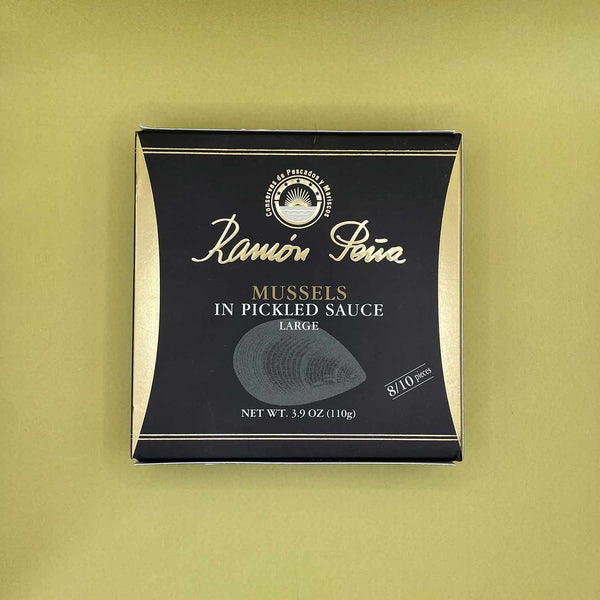 Conservas de Pescados y Mariscos
Ramón Peña
MUSSELS
IN PICKLED SAUCE
LARGE
8/10 pieces
NET WT. 3.9 OZ (110g)